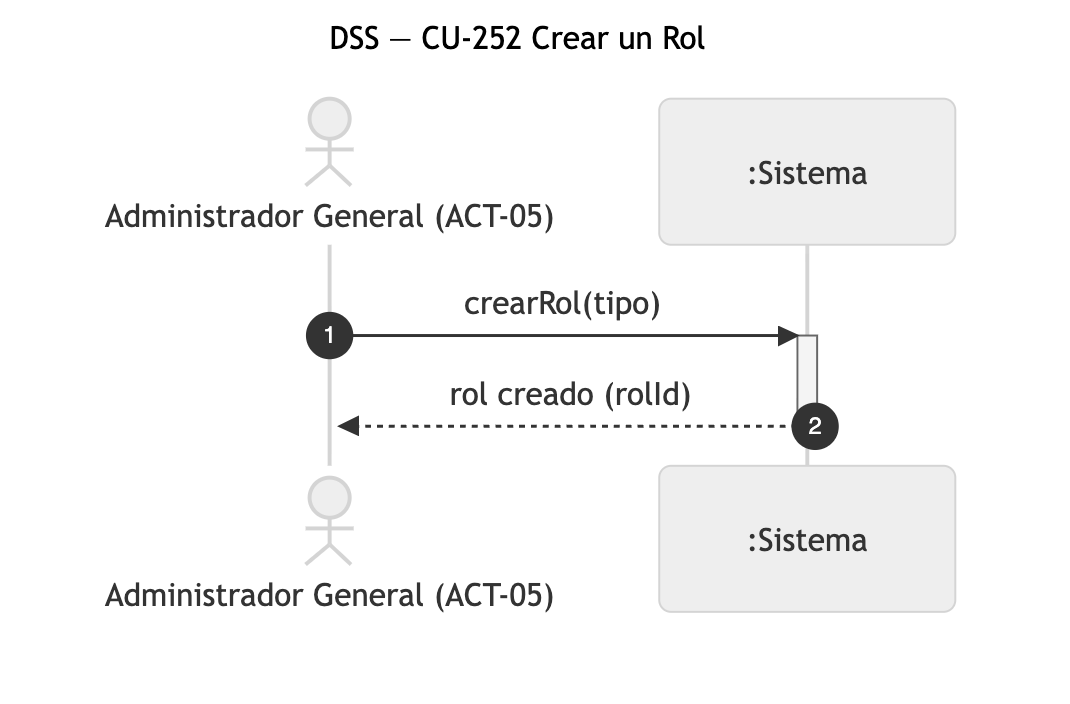 DSS — CU-252 Crear un Rol
Administrador General (ACT-05)
:Sistema
crearRol(tipo)
1
rol creado (rolId)
2
Administrador General (ACT-05)
:Sistema